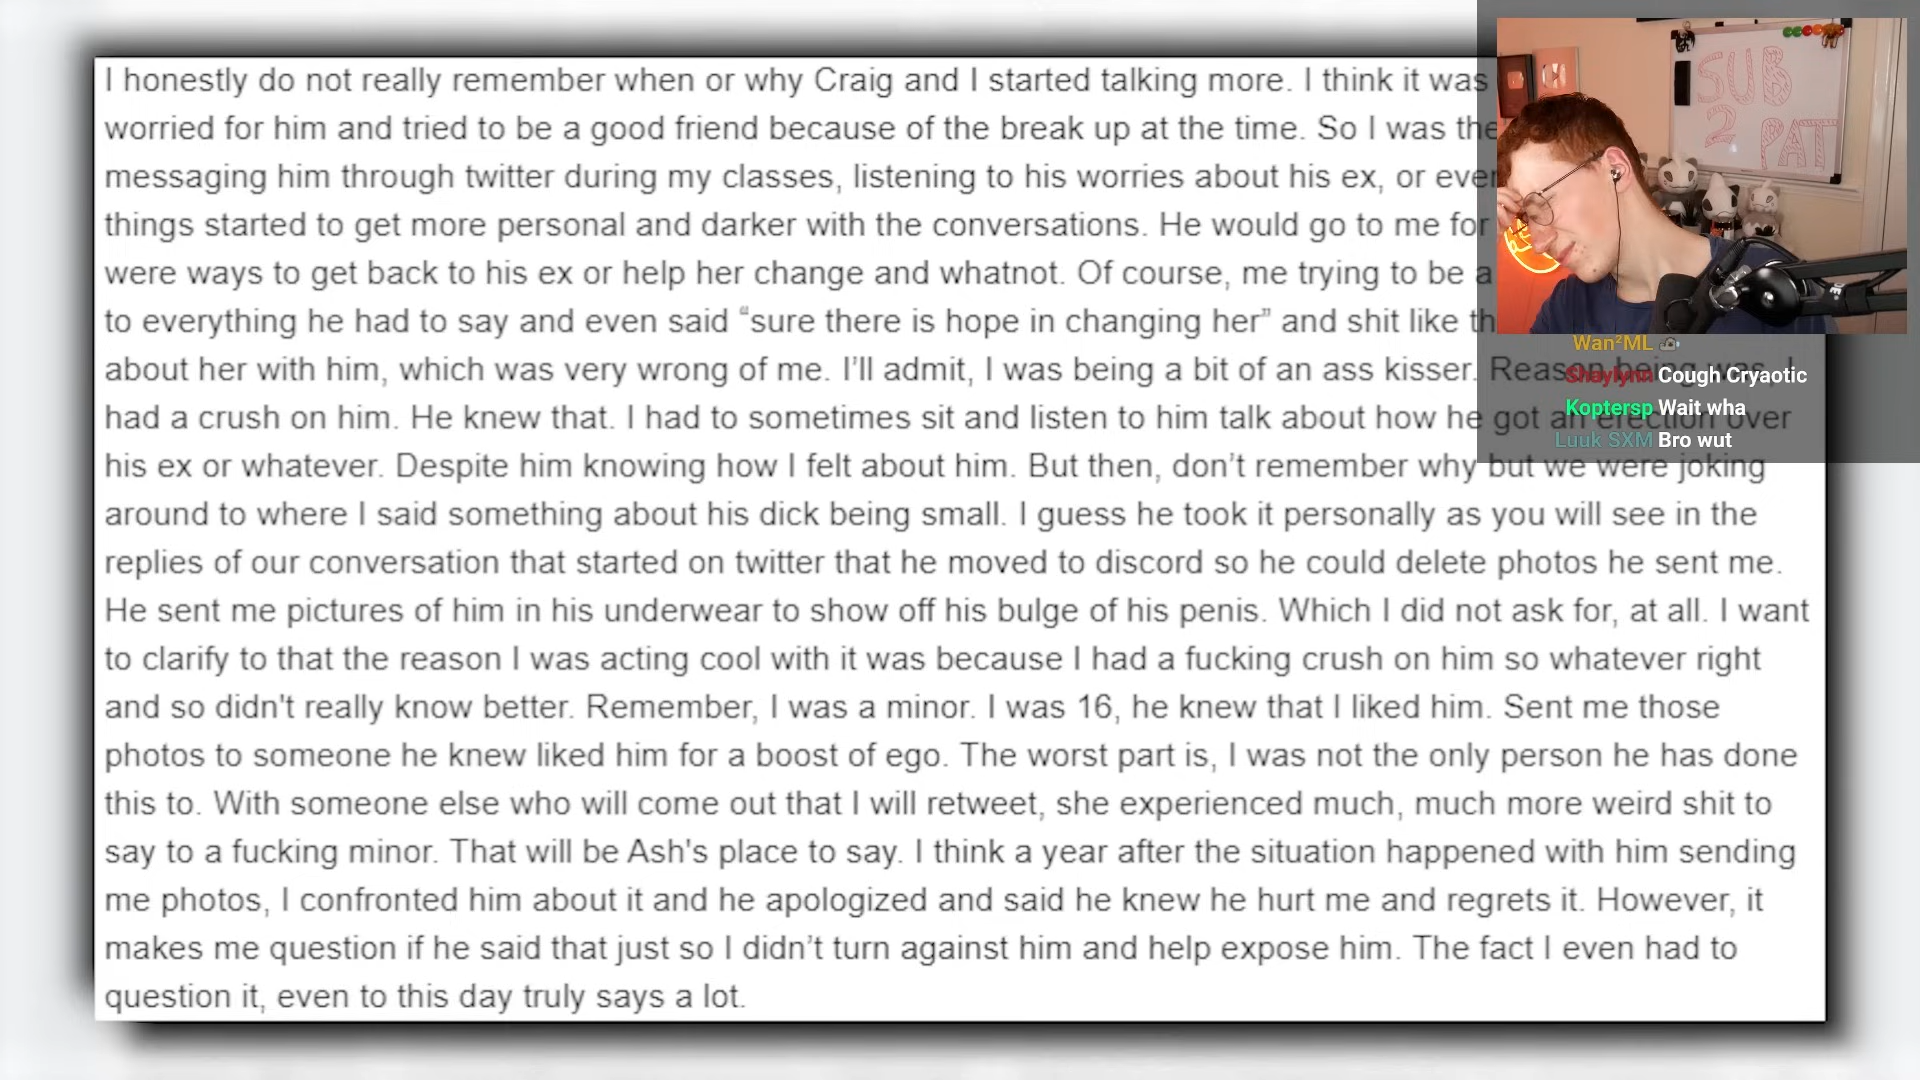 I honestly do not really remember when or why Craig and I started talking more. I think it was
worried for him and tried to be a good friend because of the break up at the time. So I was
messaging him through twitter during my classes, listening to his worries about his ex, or
things started to get more personal and darker with the conversations. He would go to me for
were ways to get back to his ex or help her change and whatnot. Of course, me trying to be a
to everything he had to say and even said “sure there is hope in changing her” and shit like
about her with him, which was very wrong of me. I’ll admit, I was being a bit of an ass kisser. Reason being was, I
had a crush on him. He knew that. I had to sometimes sit and listen to him talk about how he got an erection over
his ex or whatever. Despite him knowing how I felt about him. But then, don’t remember why but we were joking
around to where I said something about his dick being small. I guess he took it personally as you will see in the
replies of our conversation that started on twitter that he moved to discord so he could delete photos he sent me.
He sent me pictures of him in his underwear to show off his bulge of his penis. Which I did not ask for, at all. I want
to clarify to that the reason I was acting cool with it was because I had a fucking crush on him so whatever right
and so didn't really know better. Remember, I was a minor. I was 16, he knew that I liked him. Sent me those
photos to someone he knew liked him for a boost of ego. The worst part is, I was not the only person he has done
this to. With someone else who will come out that I will retweet, she experienced much, much more weird shit to
say to a fucking minor. That will be Ash's place to say. I think a year after the situation happened with him sending
me photos, I confronted him about it and he apologized and said he knew he hurt me and regrets it. However, it
makes me question if he said that just so I didn’t turn against him and help expose him. The fact I even had to
question it, even to this day truly says a lot.
SUB
2
PAT
Wan²ML
Shaylynn Cough Cryaotic
Koptersp Wait wha
Luuk SXM Bro wut